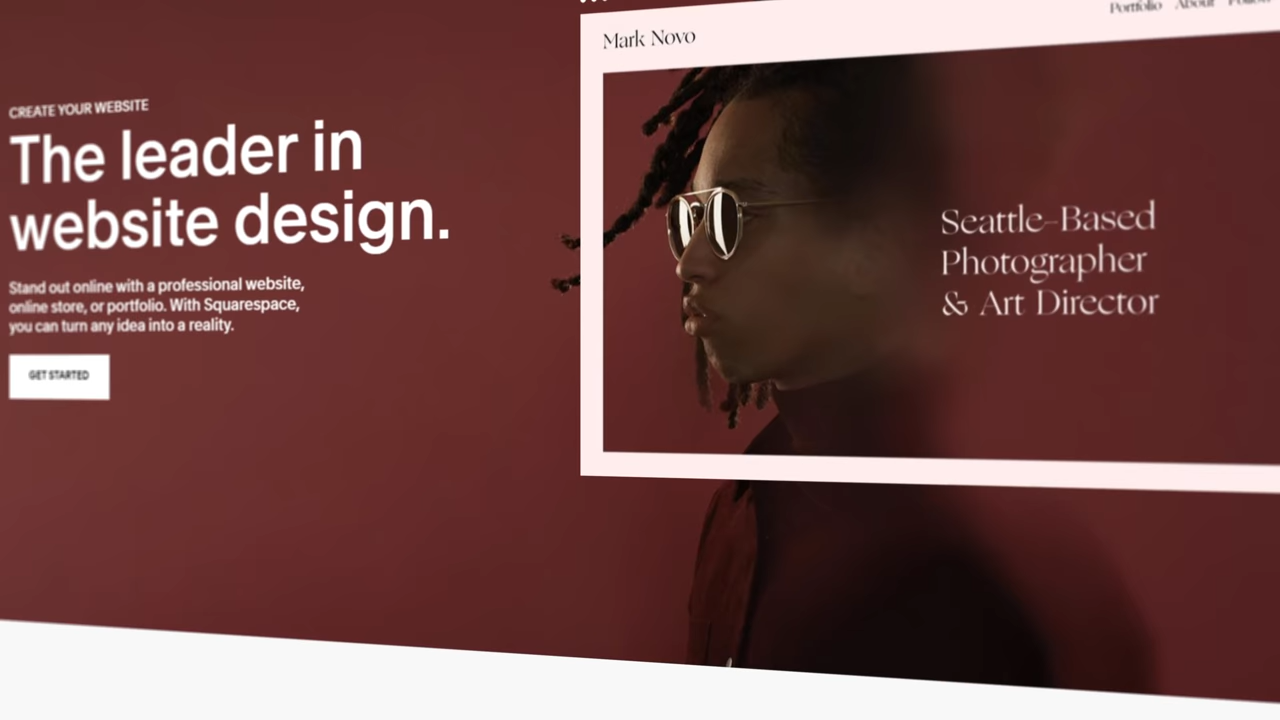 CREATE YOUR WEBSITE
The leader in
website design.
Stand out online with a professional website,
online store, or portfolio. With Squarespace,
you can turn any idea into a reality.
GET STARTED
Mark Novo
Portfolio About Follow
Seattle–Based
Photographer
& Art Director